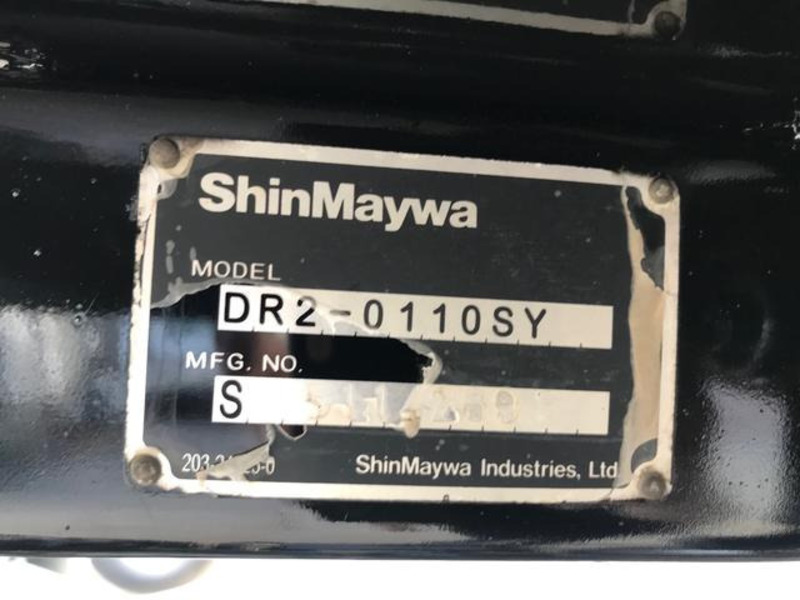 ShinMaywa
MODEL
DR2-0110SY
MFG. NO.
S
ShinMaywa Industries, Ltd